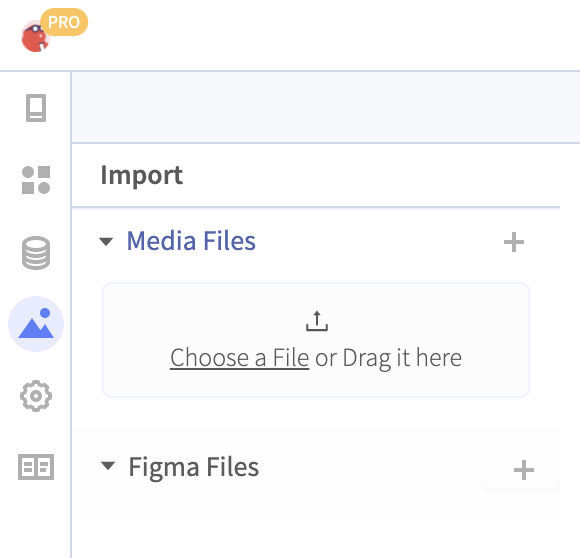 PRO
Import
Media Files
Choose a File or Drag it here
Figma Files